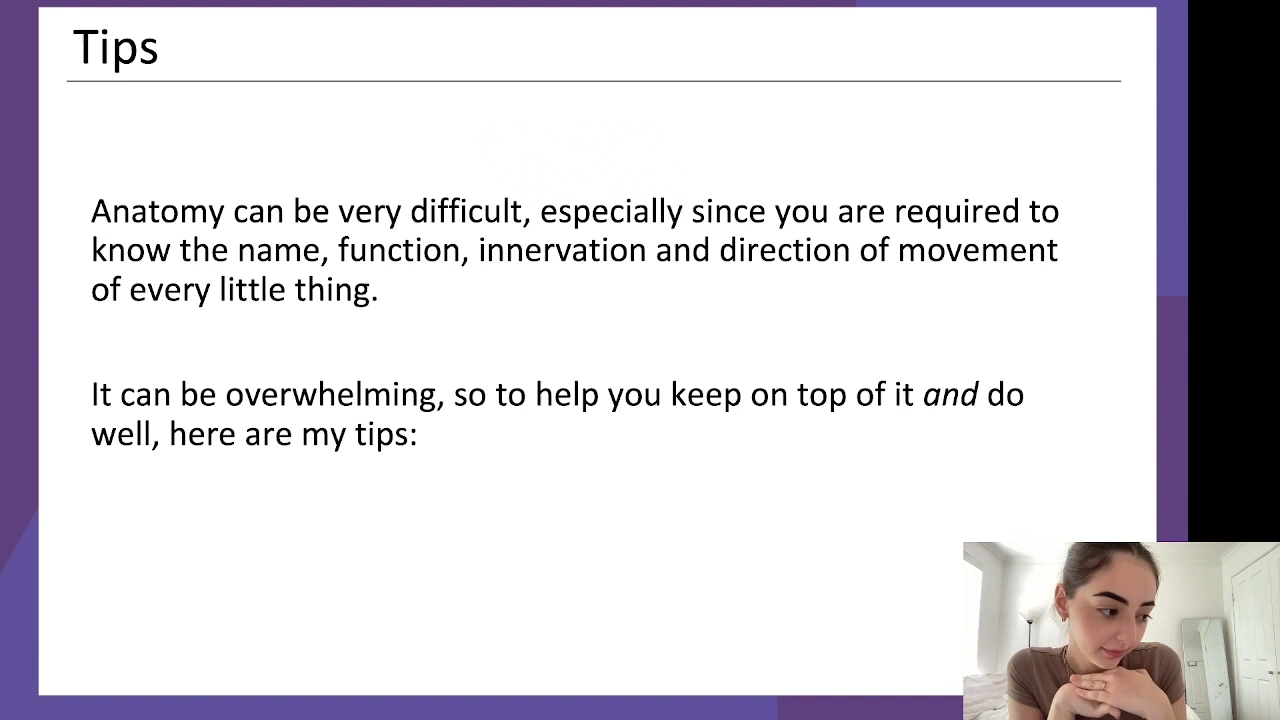 Tips
Anatomy can be very difficult, especially since you are required to
know the name, function, innervation and direction of movement
of every little thing.
It can be overwhelming, so to help you keep on top of it and do
well, here are my tips: